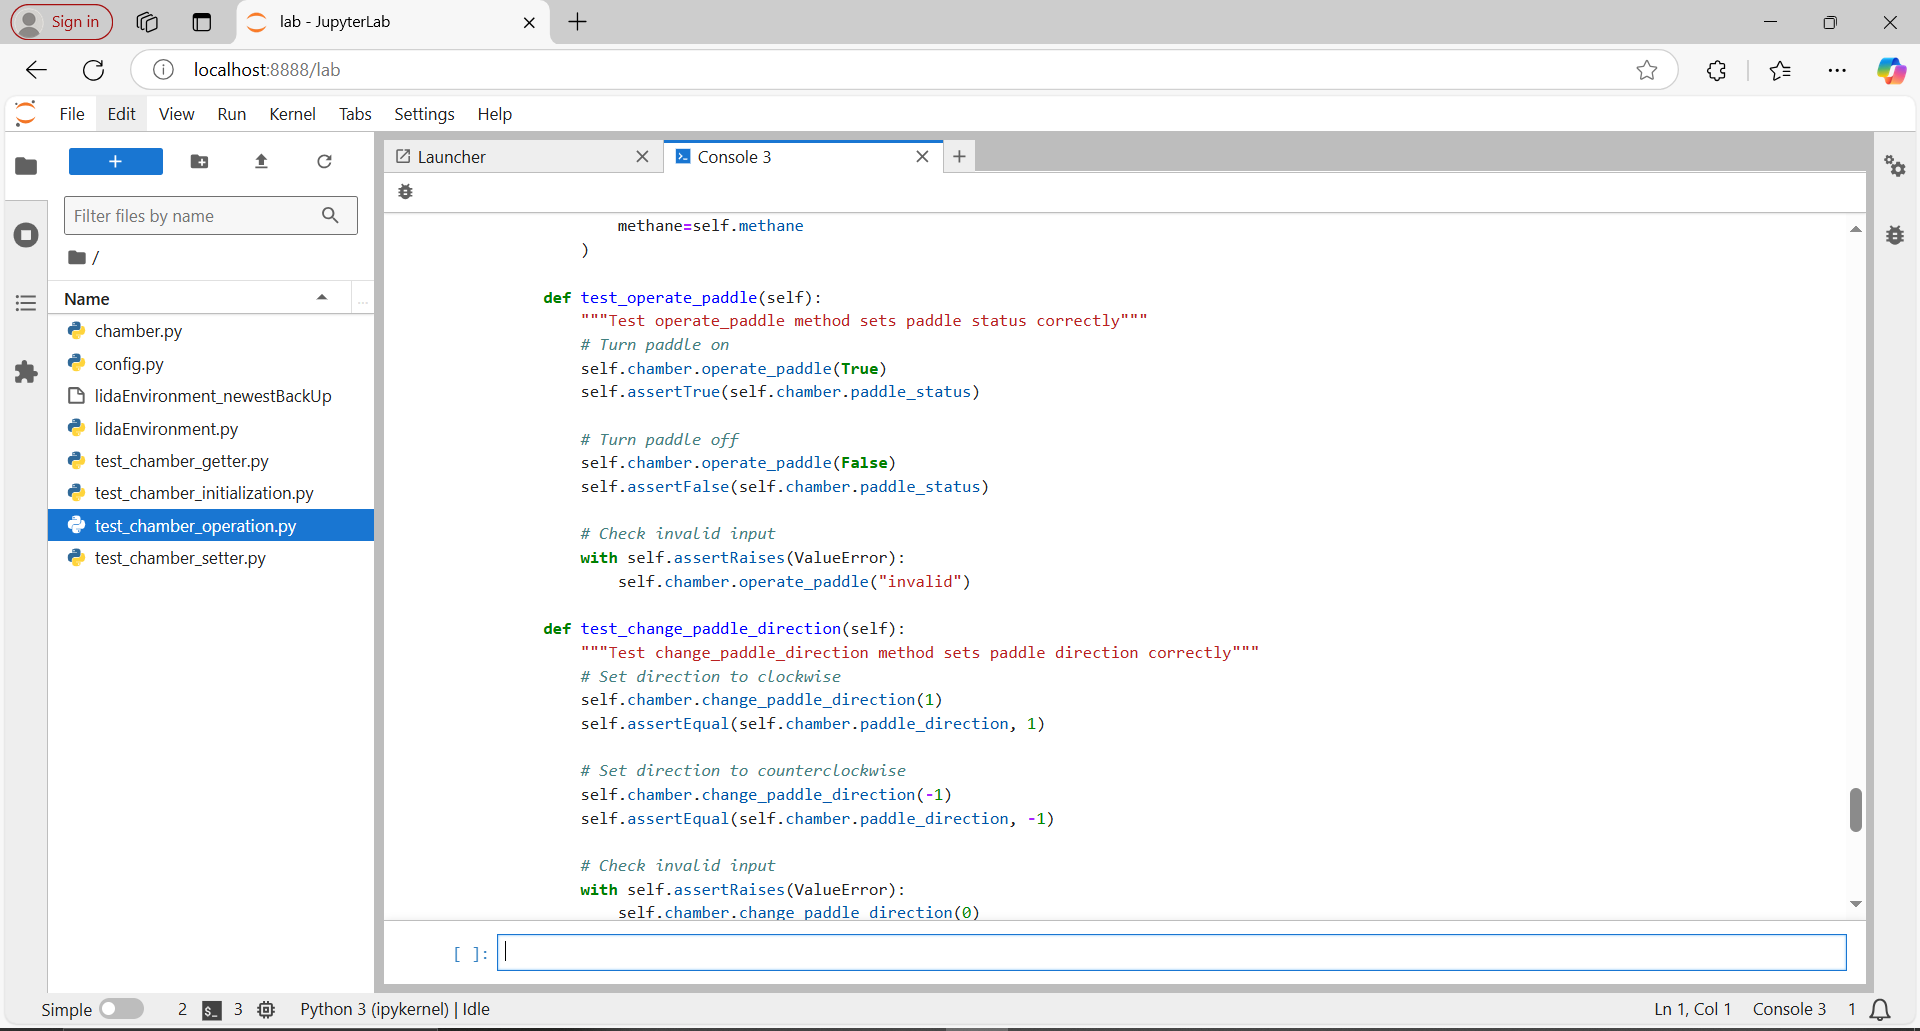 Sign in
lab - JupyterLab
localhost:8888/lab
File Edit View Run Kernel Tabs Settings Help
+
Filter files by name
/
Name
...
chamber.py
config.py
lidaEnvironment_newestBackUp
lidaEnvironment.py
test_chamber_getter.py
test_chamber_initialization.py
test_chamber_operation.py
test_chamber_setter.py
Launcher
Console 3
methane=self.methane
)
def test_operate_paddle(self):
"""Test operate_paddle method sets paddle status correctly"""
# Turn paddle on
self.chamber.operate_paddle(True)
self.assertTrue(self.chamber.paddle_status)
# Turn paddle off
self.chamber.operate_paddle(False)
self.assertFalse(self.chamber.paddle_status)
# Check invalid input
with self.assertRaises(ValueError):
self.chamber.operate_paddle("invalid")
def test_change_paddle_direction(self):
"""Test change_paddle_direction method sets paddle direction correctly"""
# Set direction to clockwise
self.chamber.change_paddle_direction(1)
self.assertEqual(self.chamber.paddle_direction, 1)
# Set direction to counterclockwise
self.chamber.change_paddle_direction(-1)
self.assertEqual(self.chamber.paddle_direction, -1)
# Check invalid input
with self.assertRaises(ValueError):
self.chamber.change_paddle_direction(0)
[ ]:
Simple 2 $_ 3 Python 3 (ipykernel) | Idle
Ln 1, Col 1 Console 3 1